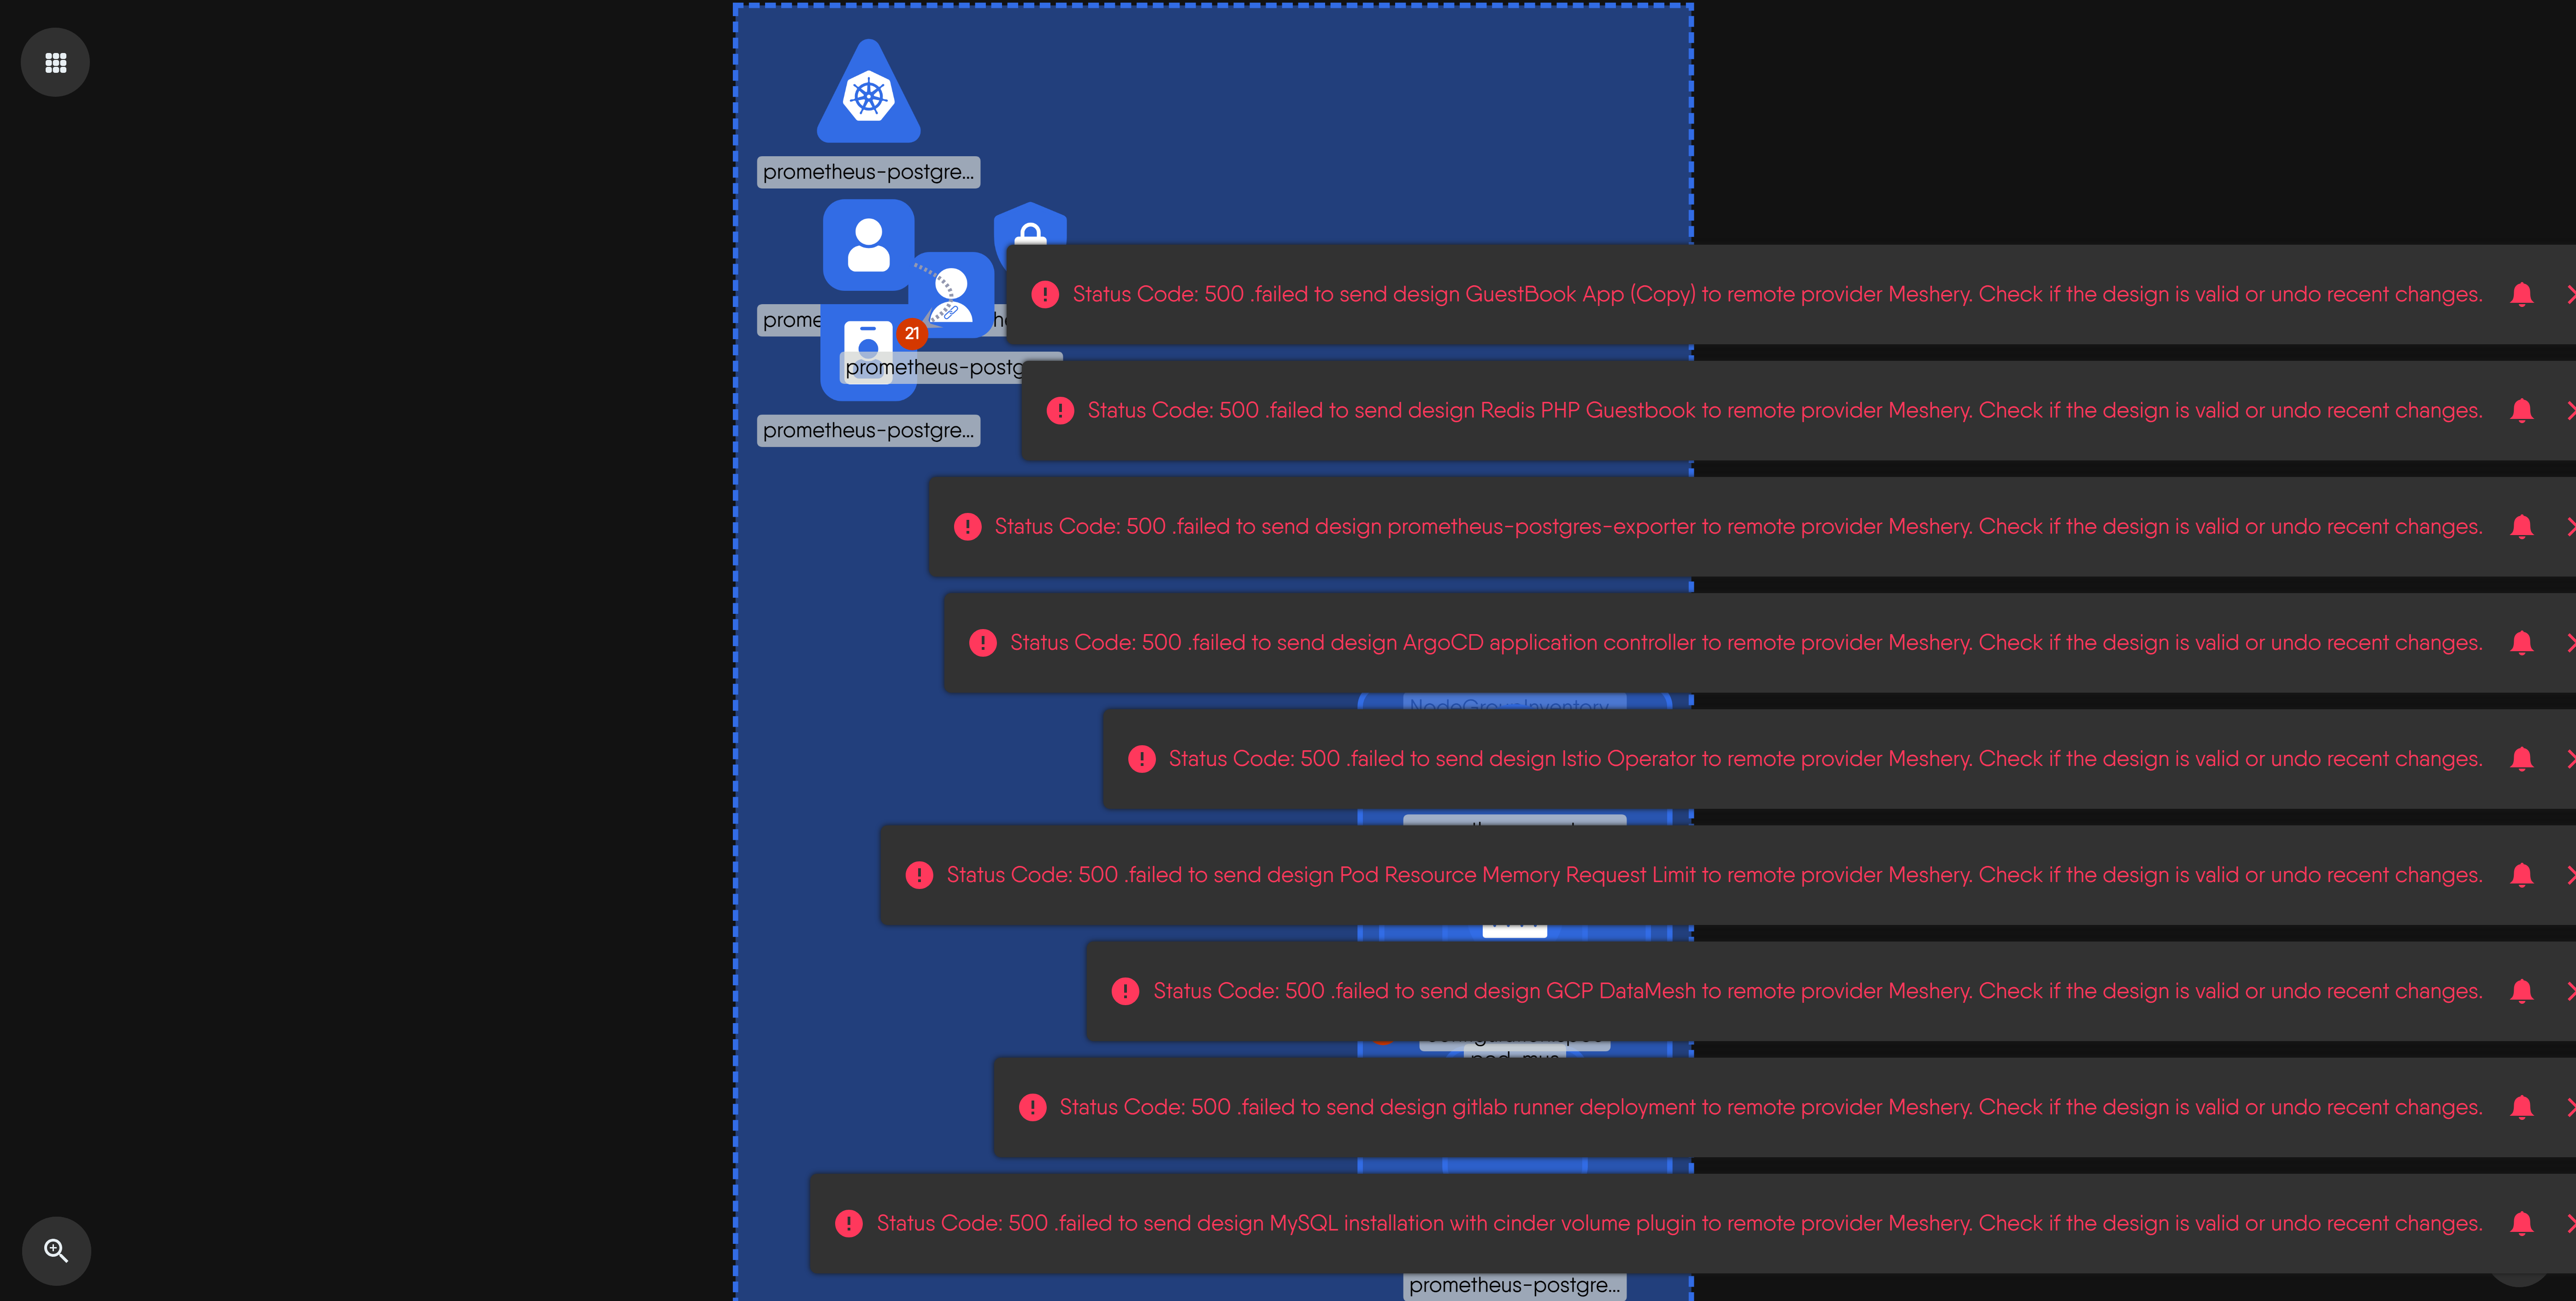 prometheus-postgre...
Status Code: 500 .failed to send design GuestBook App (Copy) to remote provider Meshery. Check if the design is valid or undo recent changes.
prome
21
prometheus-postg
Status Code: 500 .failed to send design Redis PHP Guestbook to remote provider Meshery. Check if the design is valid or undo recent changes.
prometheus-postgre...
Status Code: 500 .failed to send design prometheus-postgres-exporter to remote provider Meshery. Check if the design is valid or undo recent changes.
Status Code: 500 .failed to send design ArgoCD application controller to remote provider Meshery. Check if the design is valid or undo recent changes.
NodeGroupInventory
Status Code: 500 .failed to send design Istio Operator to remote provider Meshery. Check if the design is valid or undo recent changes.
Status Code: 500 .failed to send design Pod Resource Memory Request Limit to remote provider Meshery. Check if the design is valid or undo recent changes.
Status Code: 500 .failed to send design GCP DataMesh to remote provider Meshery. Check if the design is valid or undo recent changes.
Status Code: 500 .failed to send design gitlab runner deployment to remote provider Meshery. Check if the design is valid or undo recent changes.
Status Code: 500 .failed to send design MySQL installation with cinder volume plugin to remote provider Meshery. Check if the design is valid or undo recent changes.
prometheus-postgre...